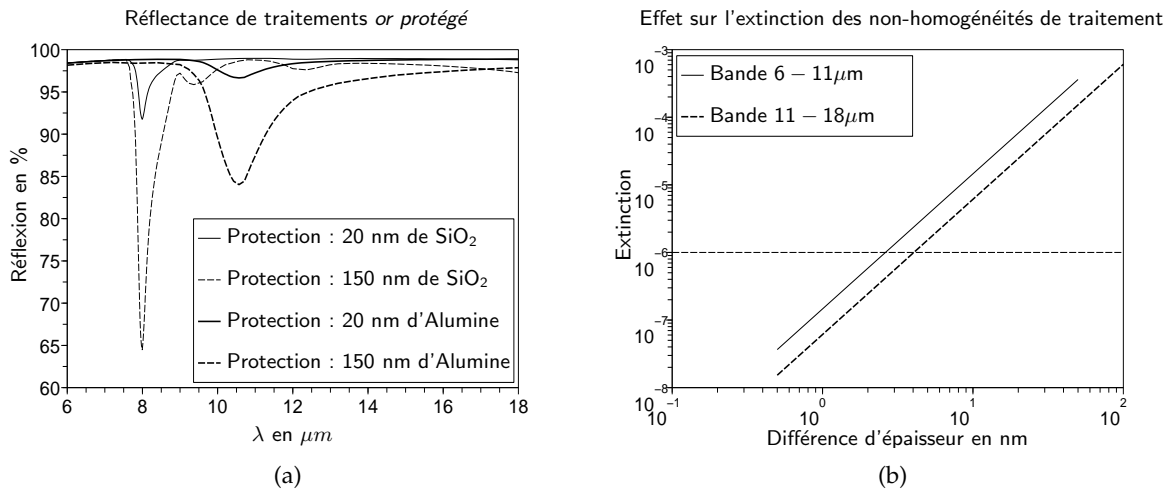 Réflectance de traitements or protégé
100
95
90
85
80
75
70
65
60
Réflexion en %
Protection : 20 nm de SiO₂
Protection : 150 nm de SiO₂
Protection : 20 nm d'Alumine
Protection : 150 nm d'Alumine
6 8 10 12 14 16 18
λ en μm
(a)
Effet sur l'extinction des non-homogénéités de traitement
10⁻³
10⁻⁴
10⁻⁵
10⁻⁶
10⁻⁷
10⁻⁸
Extinction
Bande 6 − 11μm
Bande 11 − 18μm
10⁻¹ 10⁰ 10¹ 10²
Différence d'épaisseur en nm
(b)